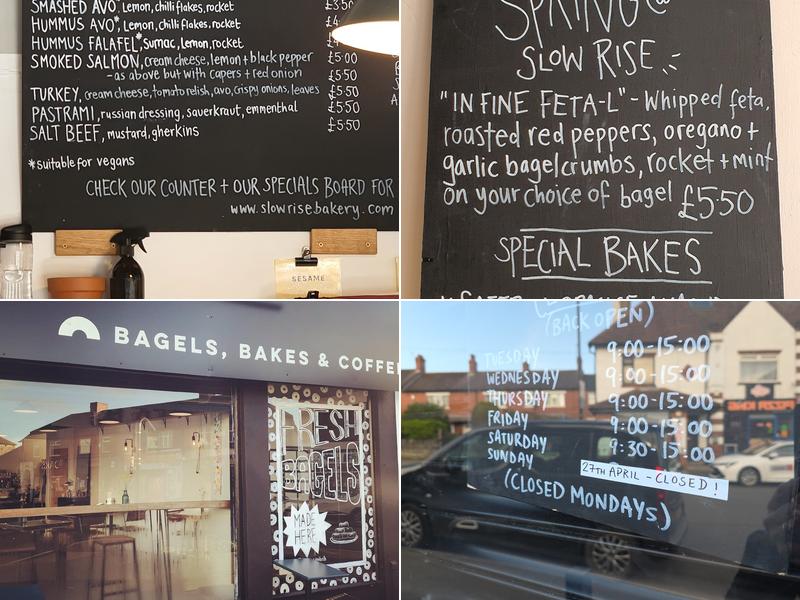 SMASHED AVO*, Lemon, chilli flakes, rocket £3.50
HUMMUS AVO*, Lemon, chilli flakes, rocket
HUMMUS FALAFEL*, Sumac, Lemon, rocket
SMOKED SALMON, cream cheese, lemon + black pepper £5.00
- as above but with capers + red onion £5.50
TURKEY, cream cheese, tomato relish, avo, crispy onions, leaves £5.50
PASTRAMI, russian dressing, sauerkraut, emmenthal £5.50
SALT BEEF, mustard, gherkins £5.50
*suitable for vegans
CHECK OUR COUNTER + OUR SPECIALS BOARD FOR
www.slowrisebakery.com
SESAME
SPRING @
SLOW RISE
"IN FINE FETA-L" - Whipped feta,
roasted red peppers, oregano +
garlic bagel crumbs, rocket + mint
on your choice of bagel £5.50
SPECIAL BAKES
BAGELS, BAKES & COFFEE
FRESH
BAGELS
MADE
HERE
(BACK OPEN)
TUESDAY 9:00-15:00
WEDNESDAY 9:00-15:00
THURSDAY 9:00-15:00
FRIDAY 9:00-15:00
SATURDAY 9:30-15:00
SUNDAY
27TH APRIL - CLOSED!
(CLOSED MONDAYS)